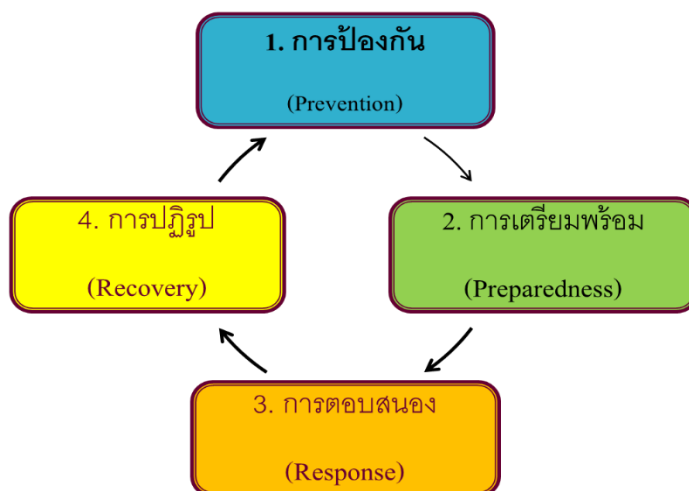 1. การป้องกัน
(Prevention)
2. การเตรียมพร้อม
(Preparedness)
3. การตอบสนอง
(Response)
4. การปฏิรูป
(Recovery)